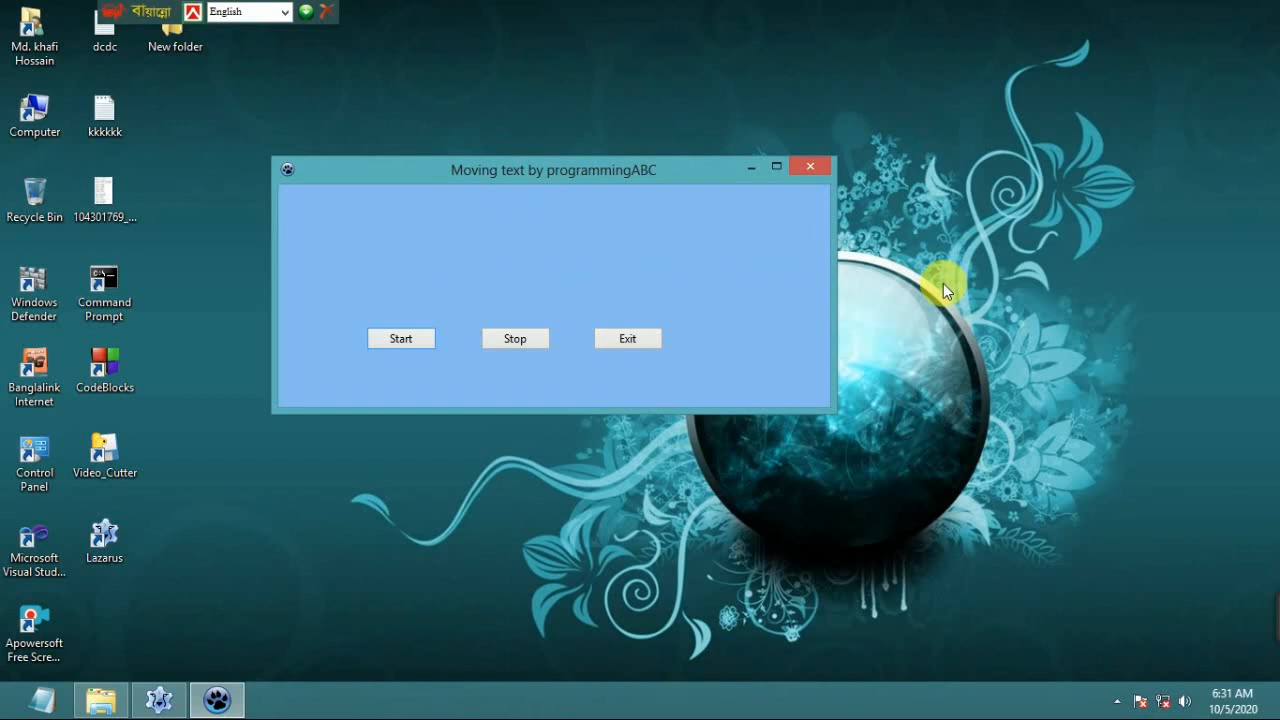 বায়ান্নো
English
Md. khafi
Hossain
dcdc
New folder
Computer
kkkkkk
Recycle Bin
104301769_...
Windows
Defender
Command
Prompt
Banglalink
Internet
CodeBlocks
Control
Panel
Video_Cutter
Microsoft
Visual Stud...
Lazarus
Apowersoft
Free Scre...
Moving text by programmingABC
Start
Stop
Exit
6:31 AM
10/5/2020